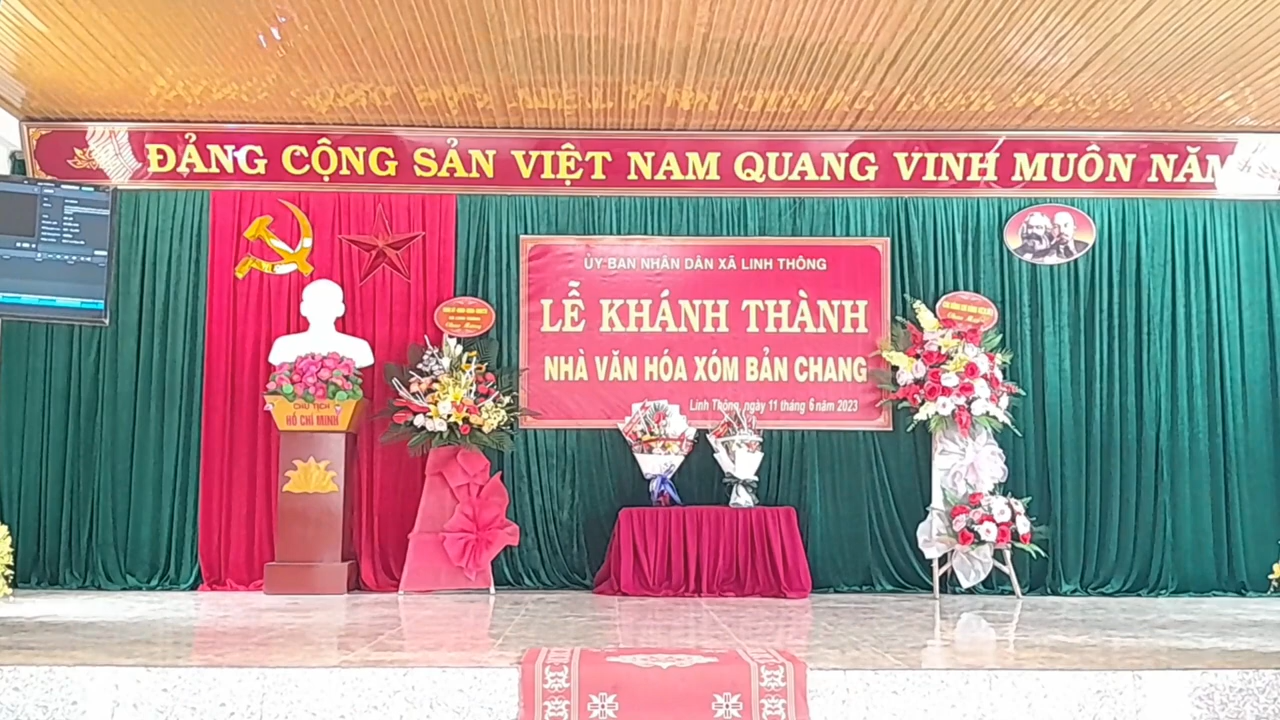 ĐẢNG CỘNG SẢN VIỆT NAM QUANG VINH MUÔN NĂM
ỦY BAN NHÂN DÂN XÃ LINH THÔNG
LỄ KHÁNH THÀNH
NHÀ VĂN HÓA XÓM BẢN CHANG
Linh Thông, ngày 11 tháng 6 năm 2023
CHỦ TỊCH
HỒ CHÍ MINH
Chúc Mừng